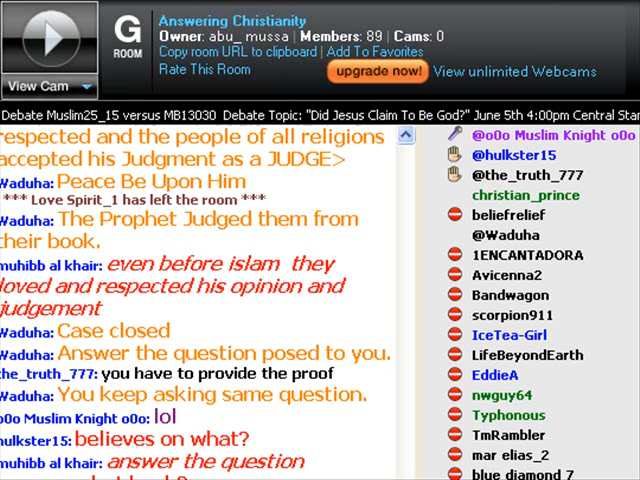 G
ROOM
Answering Christianity
Owner: abu_ mussa | Members: 89 | Cams: 0
Copy room URL to clipboard | Add To Favorites
Rate This Room
upgrade now!
View unlimited Webcams
View Cam
Debate Muslim25_15 versus MB13030 Debate Topic: "Did Jesus Claim To Be God?" June 5th 4:00pm Central Star
respected and the people of all religions
accepted his Judgment as a JUDGE>
Waduha: Peace Be Upon Him
*** Love Spirit_1 has left the room ***
Waduha: The Prophet Judged them from
their book.
muhibb al khair: even before islam they
loved and respected his opinion and
judgement
Waduha: Case closed
Waduha: Answer the question posed to you.
the_truth_777: you have to provide the proof
Waduha: You keep asking same question.
o0o Muslim Knight o0o: lol
hulkster15: believes on what?
muhibb al khair: answer the question
@o0o Muslim Knight o0o
@hulkster15
@the_truth_777
christian_prince
beliefrelief
@Waduha
1ENCANTADORA
Avicenna2
Bandwagon
scorpion911
IceTea-Girl
LifeBeyondEarth
EddieA
nwguy64
Typhonous
TmRambler
mar elias_2
blue diamond 7